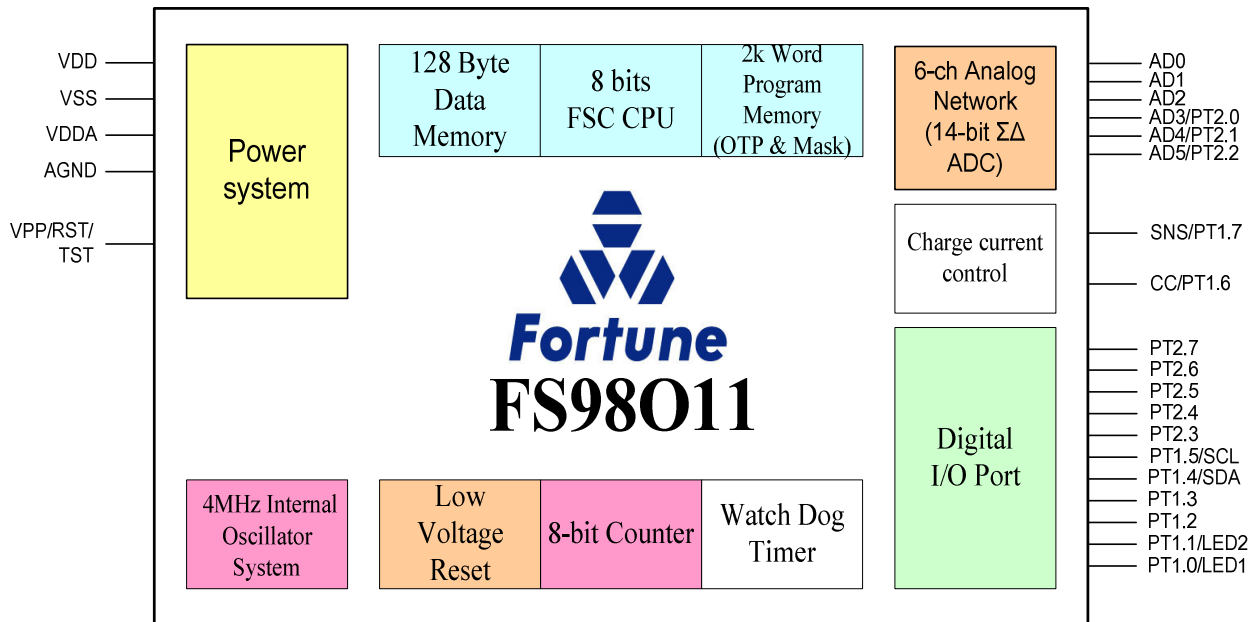 VDD
VSS
VDDA
AGND
VPP/RST/
TST
Power
system
128 Byte
Data
Memory
8 bits
FSC CPU
2k Word
Program
Memory
(OTP & Mask)
6-ch Analog
Network
(14-bit ΣΔ
ADC)
AD0
AD1
AD2
AD3/PT2.0
AD4/PT2.1
AD5/PT2.2
Charge current
control
SNS/PT1.7
CC/PT1.6
Fortune
FS98O11
Digital
I/O Port
PT2.7
PT2.6
PT2.5
PT2.4
PT2.3
PT1.5/SCL
PT1.4/SDA
PT1.3
PT1.2
PT1.1/LED2
PT1.0/LED1
4MHz Internal
Oscillator
System
Low
Voltage
Reset
8-bit Counter
Watch Dog
Timer